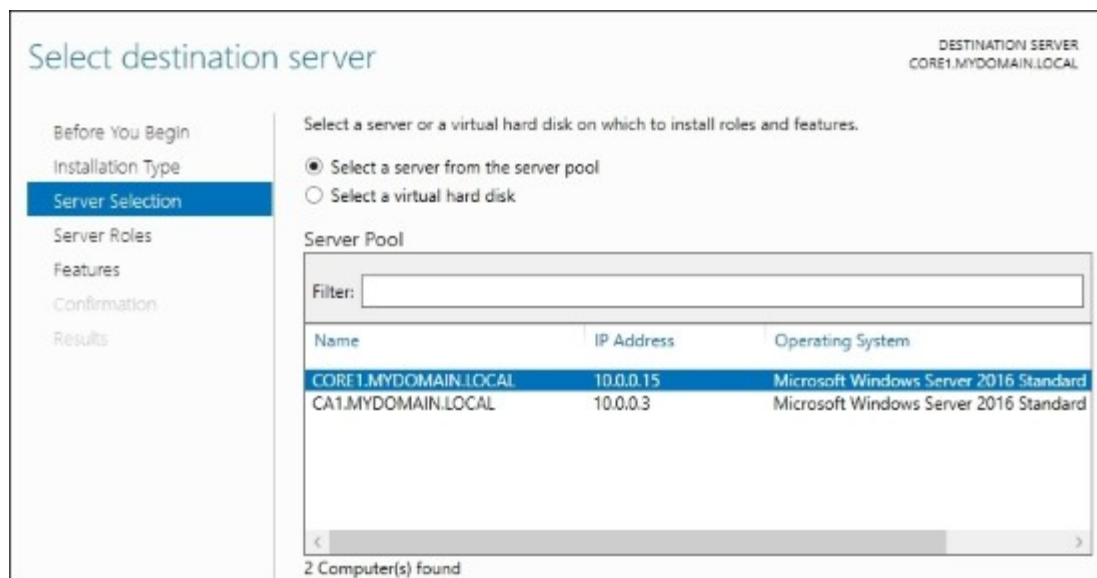 Select destination server
DESTINATION SERVER
CORE1.MYDOMAIN.LOCAL
Before You Begin
Installation Type
Server Selection
Server Roles
Features
Confirmation
Results
Select a server or a virtual hard disk on which to install roles and features.
Select a server from the server pool
Select a virtual hard disk
Server Pool
Filter:
Name IP Address Operating System
CORE1.MYDOMAIN.LOCAL 10.0.0.15 Microsoft Windows Server 2016 Standard
CA1.MYDOMAIN.LOCAL 10.0.0.3 Microsoft Windows Server 2016 Standard
2 Computer(s) found